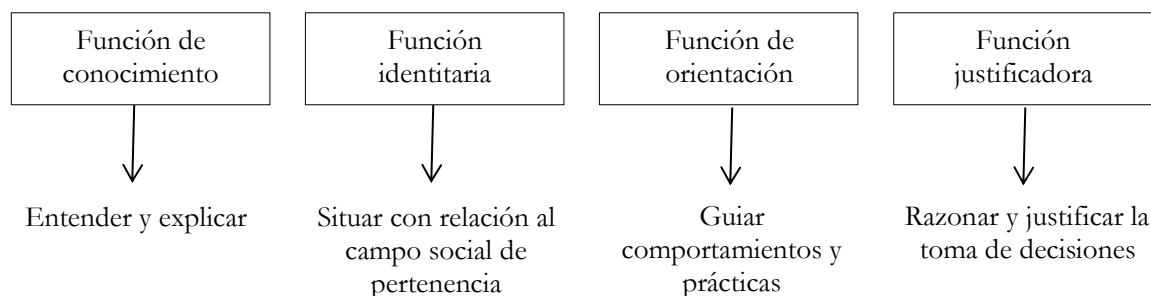 Función de
conocimiento
Función
identitaria
Función de
orientación
Función
justificadora
Entender y explicar
Situar con relación al
campo social de
pertenencia
Guiar
comportamientos y
prácticas
Razonar y justificar la
toma de decisiones